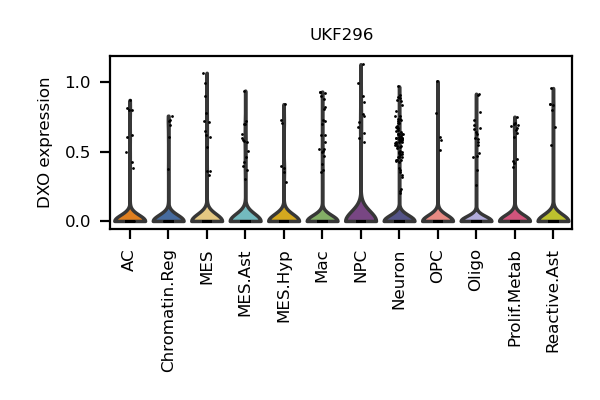 UKF296
DXO expression
1.0
0.5
0.0
AC
Chromatin.Reg
MES
MES.Ast
MES.Hyp
Mac
NPC
Neuron
OPC
Oligo
Prolif.Metab
Reactive.Ast